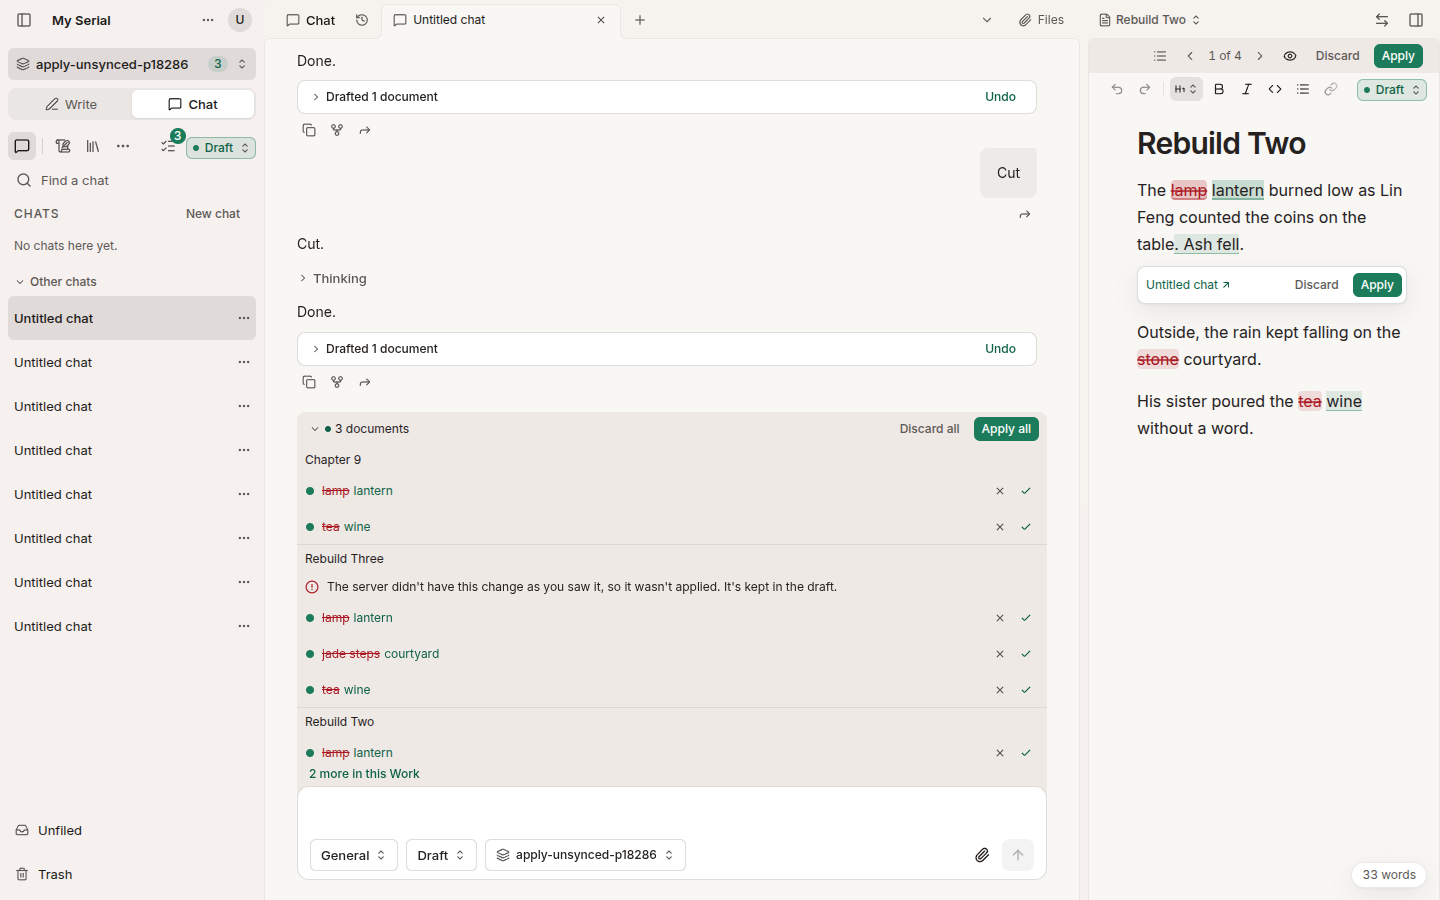 My Serial
U
apply-unsynced-p18286
3
Write
Chat
3
Draft
Find a chat
CHATS
New chat
No chats here yet.
Other chats
Untitled chat
Untitled chat
Untitled chat
Untitled chat
Untitled chat
Untitled chat
Untitled chat
Untitled chat
Unfiled
Trash
Chat
Untitled chat
Files
Done.
Drafted 1 document
Undo
Cut
Cut.
Thinking
Done.
Drafted 1 document
Undo
3 documents
Discard all
Apply all
Chapter 9
lamp lantern
tea wine
Rebuild Three
The server didn't have this change as you saw it, so it wasn't applied. It's kept in the draft.
lamp lantern
jade steps courtyard
tea wine
Rebuild Two
lamp lantern
2 more in this Work
General
Draft
apply-unsynced-p18286
Rebuild Two
1 of 4
Discard
Apply
H1
B
I
Draft
Rebuild Two
The lamp lantern burned low as Lin
Feng counted the coins on the
table. Ash fell.
Untitled chat
Discard
Apply
Outside, the rain kept falling on the
stone courtyard.
His sister poured the tea wine
without a word.
33 words